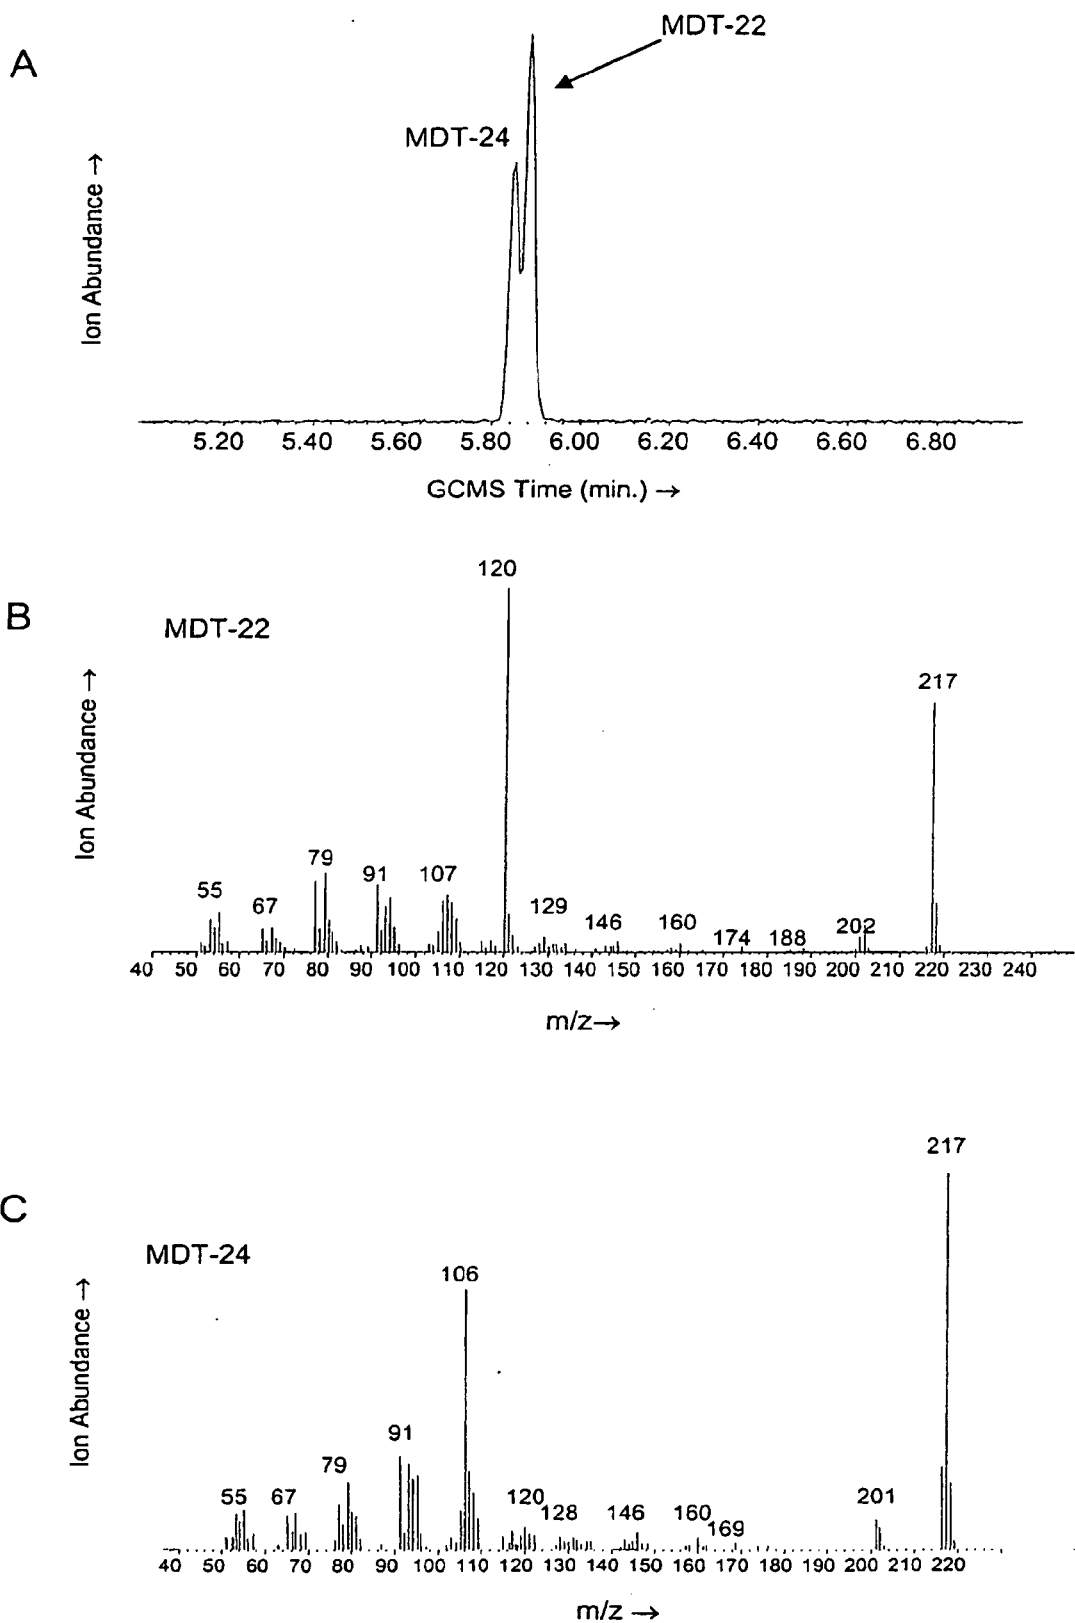 A
MDT-22
MDT-24
Ion Abundance →
5.20 5.40 5.60 5.80 6.00 6.20 6.40 6.60 6.80
GCMS Time (min.) →
B
MDT-22
Ion Abundance →
120
217
55
67
79
91
107
129
146
160
174
188
202
40 50 60 70 80 90 100 110 120 130 140 150 160 170 180 190 200 210 220 230 240
m/z→
C
MDT-24
Ion Abundance →
217
106
91
79
55
67
120
128
146
160
169
201
40 50 60 70 80 90 100 110 120 130 140 150 160 170 180 190 200 210 220
m/z →